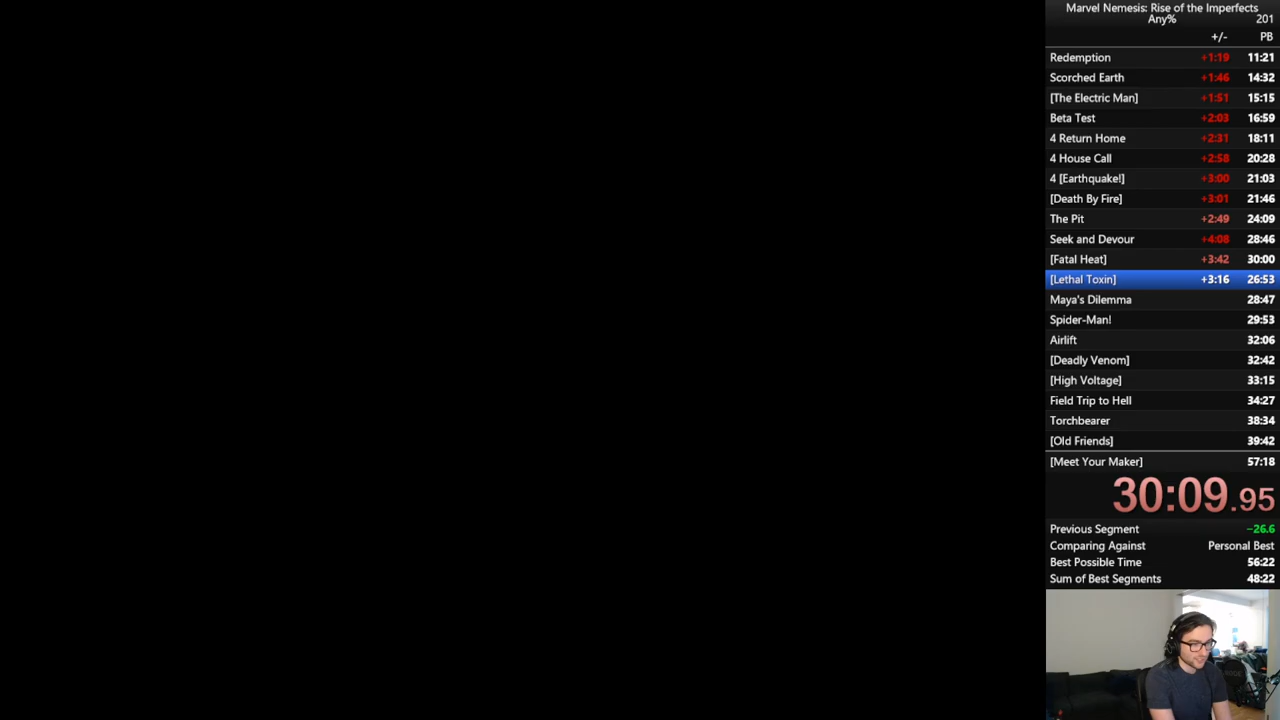 Marvel Nemesis: Rise of the Imperfects
Any% 201
+/- PB
Redemption +1:19 11:21
Scorched Earth +1:46 14:32
[The Electric Man] +1:51 15:15
Beta Test +2:03 16:59
4 Return Home +2:31 18:11
4 House Call +2:58 20:28
4 [Earthquake!] +3:00 21:03
[Death By Fire] +3:01 21:46
The Pit +2:49 24:09
Seek and Devour +4:08 28:46
[Fatal Heat] +3:42 30:00
[Lethal Toxin] +3:16 26:53
Maya's Dilemma 28:47
Spider-Man! 29:53
Airlift 32:06
[Deadly Venom] 32:42
[High Voltage] 33:15
Field Trip to Hell 34:27
Torchbearer 38:34
[Old Friends] 39:42
[Meet Your Maker] 57:18
30:09.95
Previous Segment −26.6
Comparing Against Personal Best
Best Possible Time 56:22
Sum of Best Segments 48:22